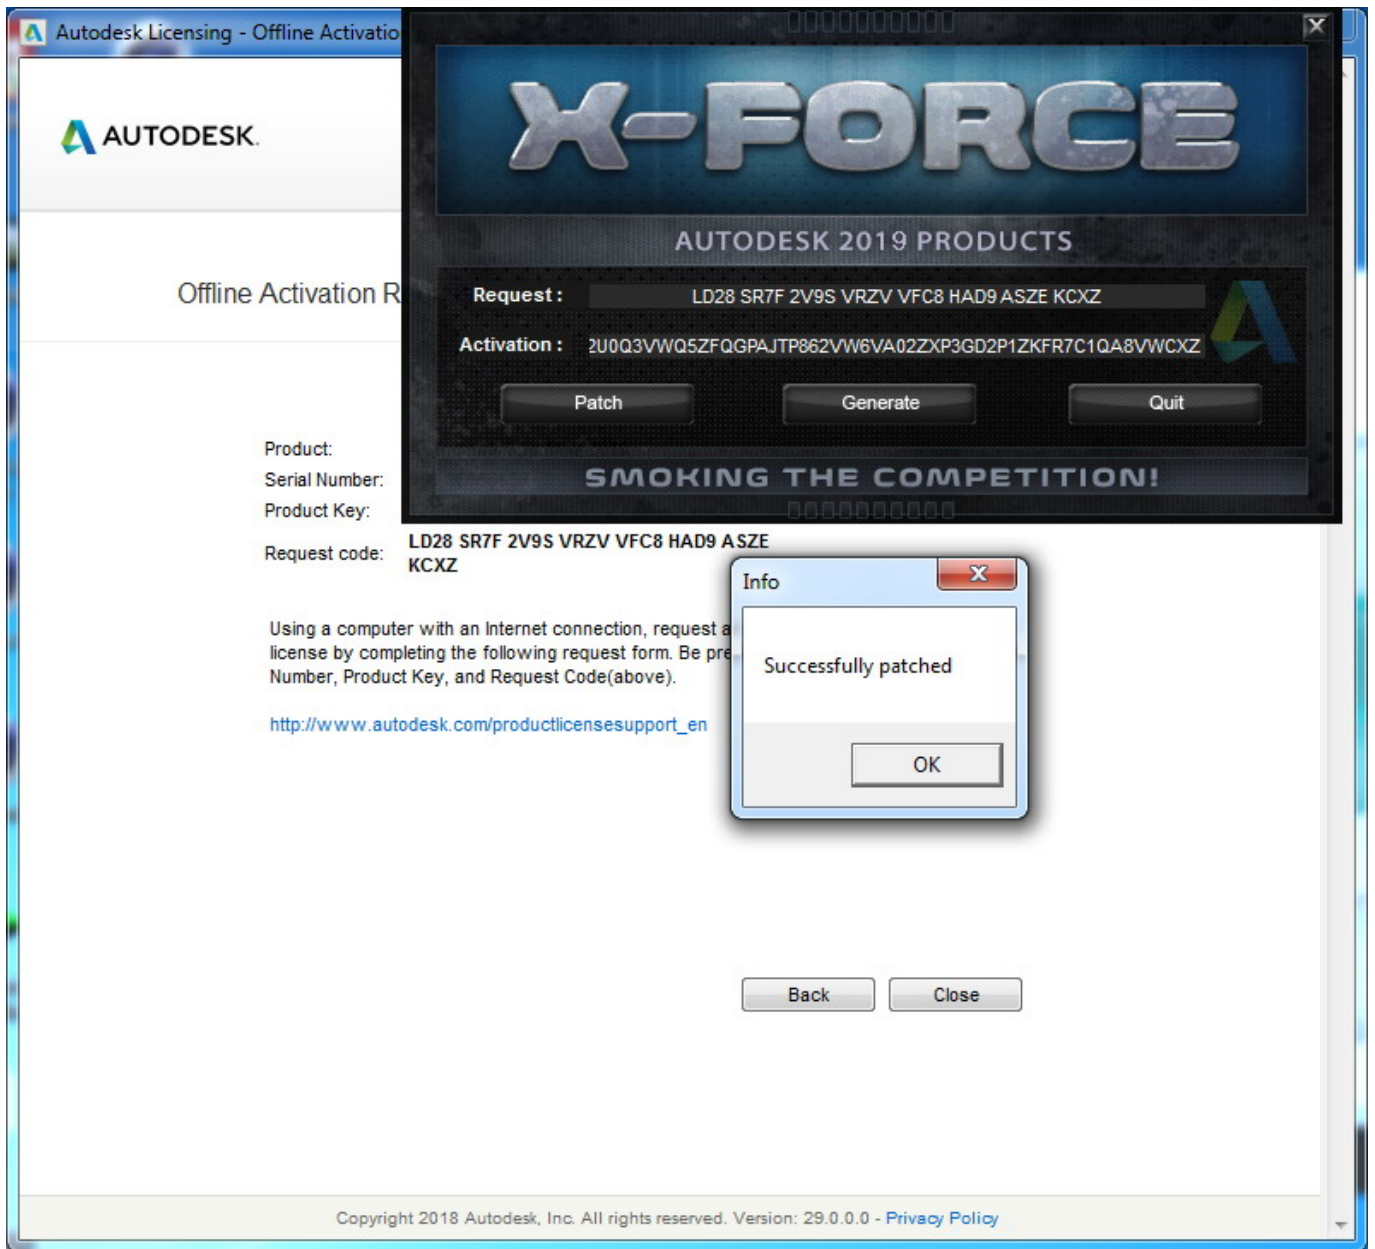 Autodesk Licensing - Offline Activatio
AUTODESK.
X-FORCE
AUTODESK 2019 PRODUCTS
Offline Activation R
Request :
LD28 SR7F 2V9S VRZV VFC8 HAD9 ASZE KCXZ
Activation :
2U0Q3VWQ5ZFQGPAJTP862VW6VA02ZXP3GD2P1ZKFR7C1QA8VWCXZ
Patch
Generate
Quit
SMOKING THE COMPETITION!
Product:
Serial Number:
Product Key:
Request code:
LD28 SR7F 2V9S VRZV VFC8 HAD9 ASZE
KCXZ
Info
Successfully patched
OK
Using a computer with an Internet connection, request a
license by completing the following request form. Be pre
Number, Product Key, and Request Code(above).
http://www.autodesk.com/productlicensesupport_en
Back
Close
Copyright 2018 Autodesk, Inc. All rights reserved. Version: 29.0.0.0 - Privacy Policy